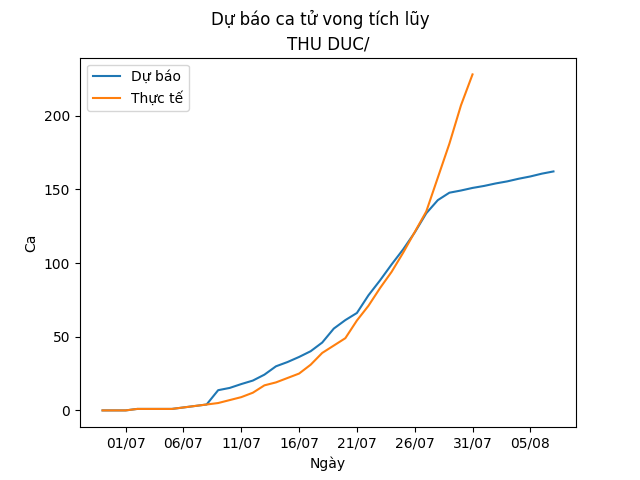 Dự báo ca tử vong tích lũy
THU DUC/
Dự báo
Thực tế
Ca
200
150
100
50
0
01/07 06/07 11/07 16/07 21/07 26/07 31/07 05/08
Ngày